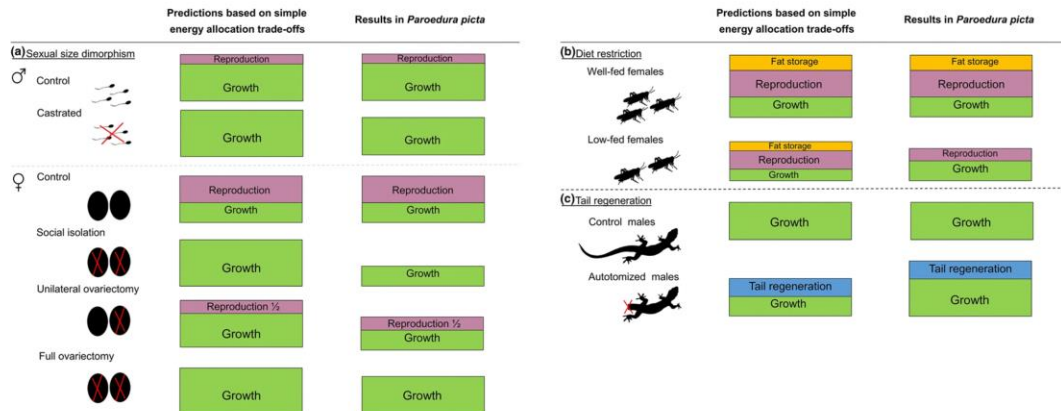 Predictions based on simple
energy allocation trade-offs
Results in Paroedura picta
(a) Sexual size dimorphism
♂
Control
Reproduction
Growth
Reproduction
Growth
Castrated
Growth
Growth
♀
Control
Reproduction
Growth
Reproduction
Growth
Social isolation
Growth
Growth
Unilateral ovariectomy
Reproduction ½
Growth
Reproduction ½
Growth
Full ovariectomy
Growth
Growth
Predictions based on simple
energy allocation trade-offs
Results in Paroedura picta
(b) Diet restriction
Well-fed females
Fat storage
Reproduction
Growth
Fat storage
Reproduction
Growth
Low-fed females
Fat storage
Reproduction
Growth
Reproduction
Growth
(c) Tail regeneration
Control males
Growth
Growth
Autotomized males
Tail regeneration
Growth
Tail regeneration
Growth